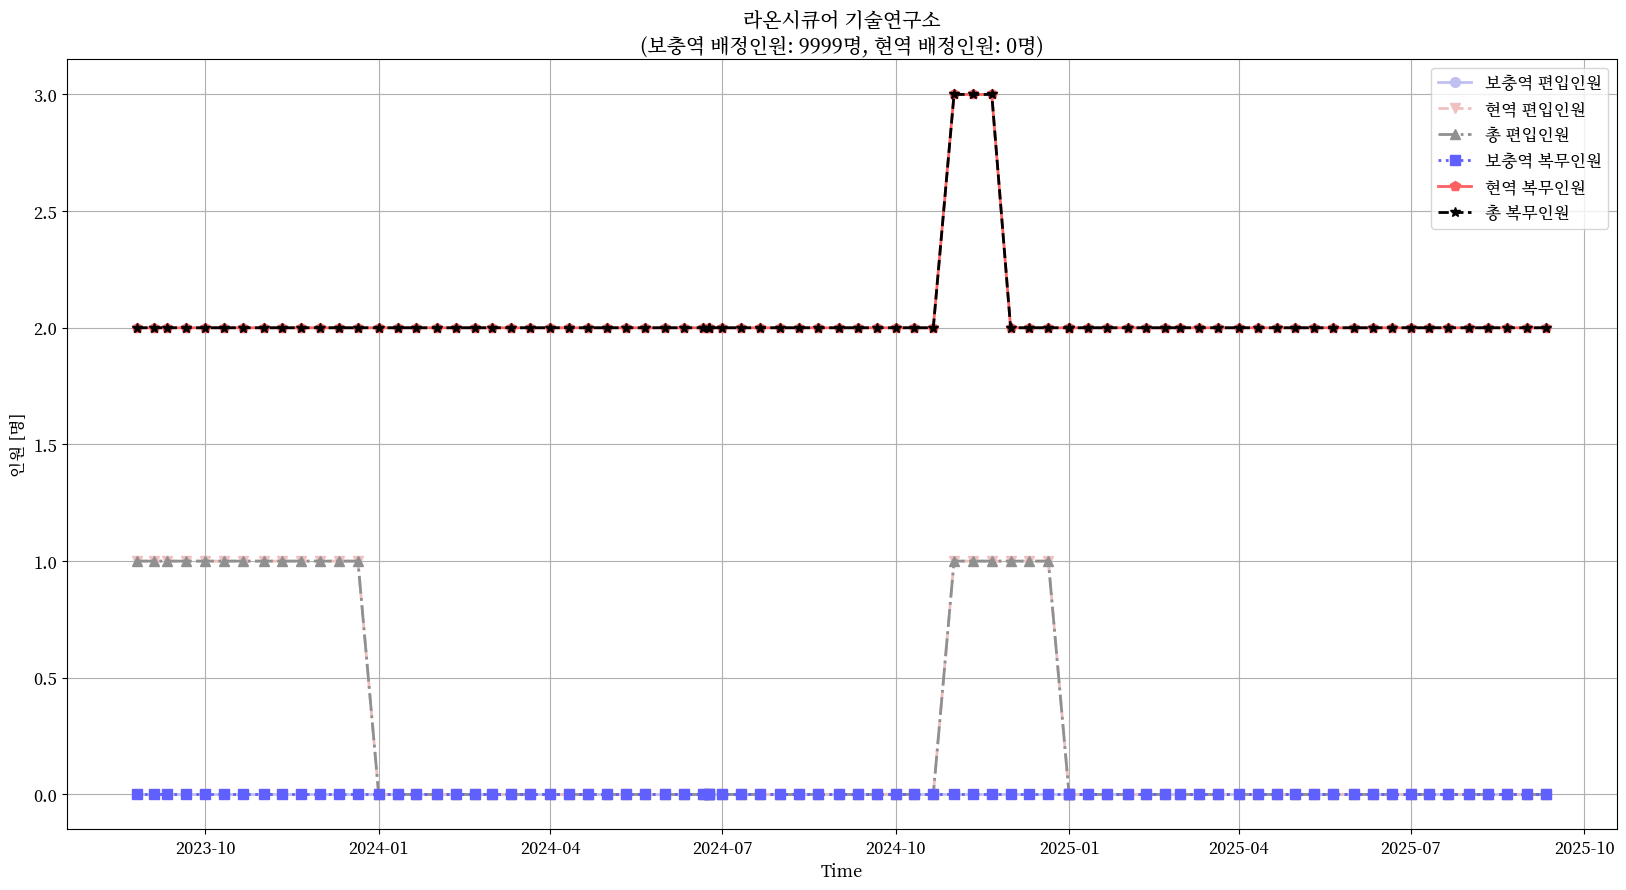 라온시큐어 기술연구소
(보충역 배정인원: 9999명, 현역 배정인원: 0명)
보충역 편입인원
현역 편입인원
총 편입인원
보충역 복무인원
현역 복무인원
총 복무인원
인원 [명]
3.0
2.5
2.0
1.5
1.0
0.5
0.0
2023-10
2024-01
2024-04
2024-07
2024-10
2025-01
2025-04
2025-07
2025-10
Time